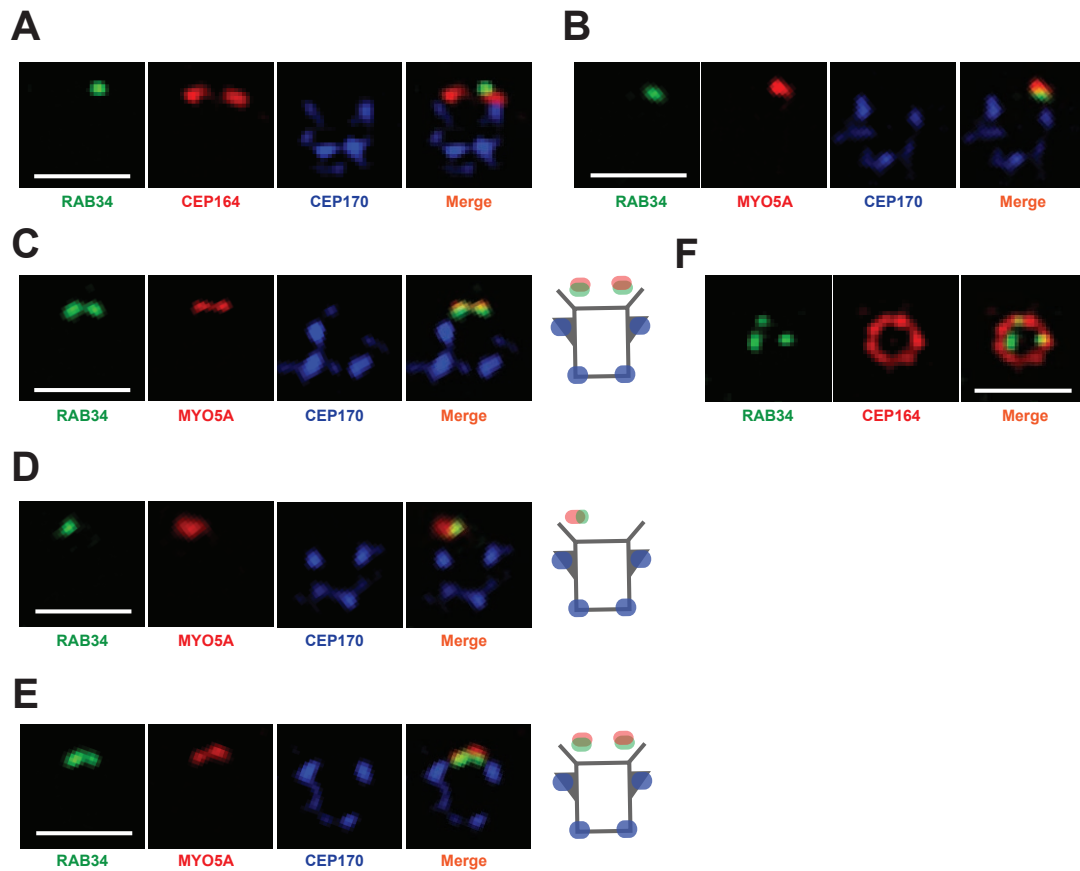 A
B
RAB34 CEP164 CEP170 Merge
RAB34 MYO5A CEP170 Merge
C
F
RAB34 MYO5A CEP170 Merge
RAB34 CEP164 Merge
D
RAB34 MYO5A CEP170 Merge
E
RAB34 MYO5A CEP170 Merge